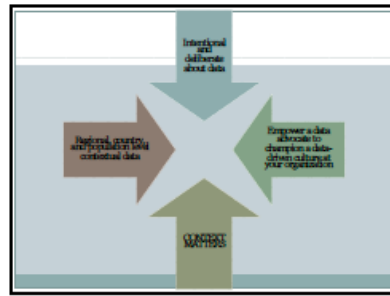 Intentional
and
deliberate
about data
Regional, country,
and population level
contextual data
Empower a data
advocate to
champion a data-
driven culture at
your organization
CONTEXT
MATTERS